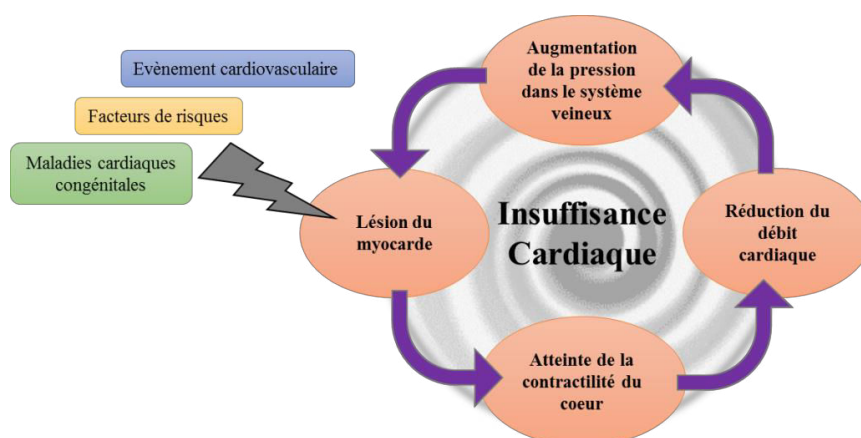 Evènement cardiovasculaire
Facteurs de risques
Maladies cardiaques
congénitales
Augmentation
de la pression
dans le système
veineux
Lésion du
myocarde
Insuffisance
Cardiaque
Réduction du
débit
cardiaque
Atteinte de la
contractilité du
coeur